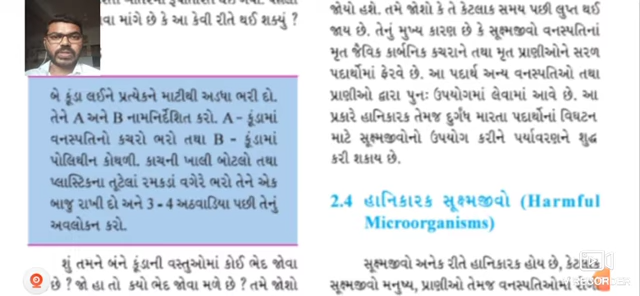 જોવા માંગે છે કે આ કેવી રીતે થઈ શક્યું ?
બે કૂંડા લઈને પ્રત્યેકને માટીથી અડધા ભરી દો.
તેને A અને B નામનિર્દેશિત કરો. A - કૂંડામાં
વનસ્પતિનો કચરો ભરો તથા B - કૂંડામાં
પોલિથીન કોથળી. કાચની ખાલી બોટલો તથા
પ્લાસ્ટિકના તૂટેલાં રમકડાં વગેરે ભરો તેને એક
બાજુ રાખી દો અને 3 - 4 અઠવાડિયા પછી તેનું
અવલોકન કરો.
શું તમને બંને કૂંડાની વસ્તુઓમાં કોઈ ભેદ જોવા
છે ? જો હા તો કયો ભેદ જોવા મળે છે ? તમે જોશો
જોયો હશે. તમે જોશો કે તે કેટલાક સમય પછી લુપ્ત થઈ
જાય છે. તેનું મુખ્ય કારણ છે કે સૂક્ષ્મજીવો વનસ્પતિના
મૃત જૈવિક કાર્બનિક કચરાને તથા મૃત પ્રાણીઓને સરળ
પદાર્થોમાં ફેરવે છે. આ પદાર્થ અન્ય વનસ્પતિઓ તથા
પ્રાણીઓ દ્વારા પુનઃ ઉપયોગમાં લેવામાં આવે છે. આ
પ્રકારે હાનિકારક તેમજ દુર્ગંધ મારતા પદાર્થોનાં વિઘટન
માટે સૂક્ષ્મજીવોનો ઉપયોગ કરીને પર્યાવરણને શુદ્ધ
કરી શકાય છે.
2.4 હાનિકારક સૂક્ષ્મજીવો (Harmful
Microorganisms)
સૂક્ષ્મજીવો અનેક રીતે હાનિકારક હોય છે, કેટલાક
સૂક્ષ્મજીવો મનુષ્ય, પ્રાણીઓ તેમજ વનસ્પતિઓમાં